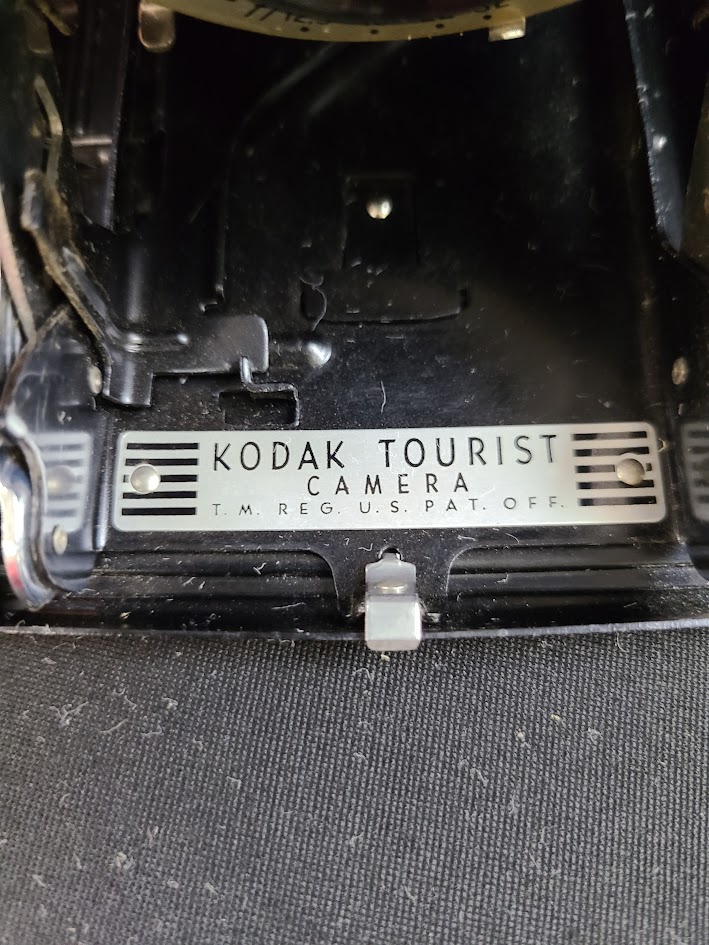 KODAK TOURIST
CAMERA
T. M. REG. U.S. PAT. OFF.